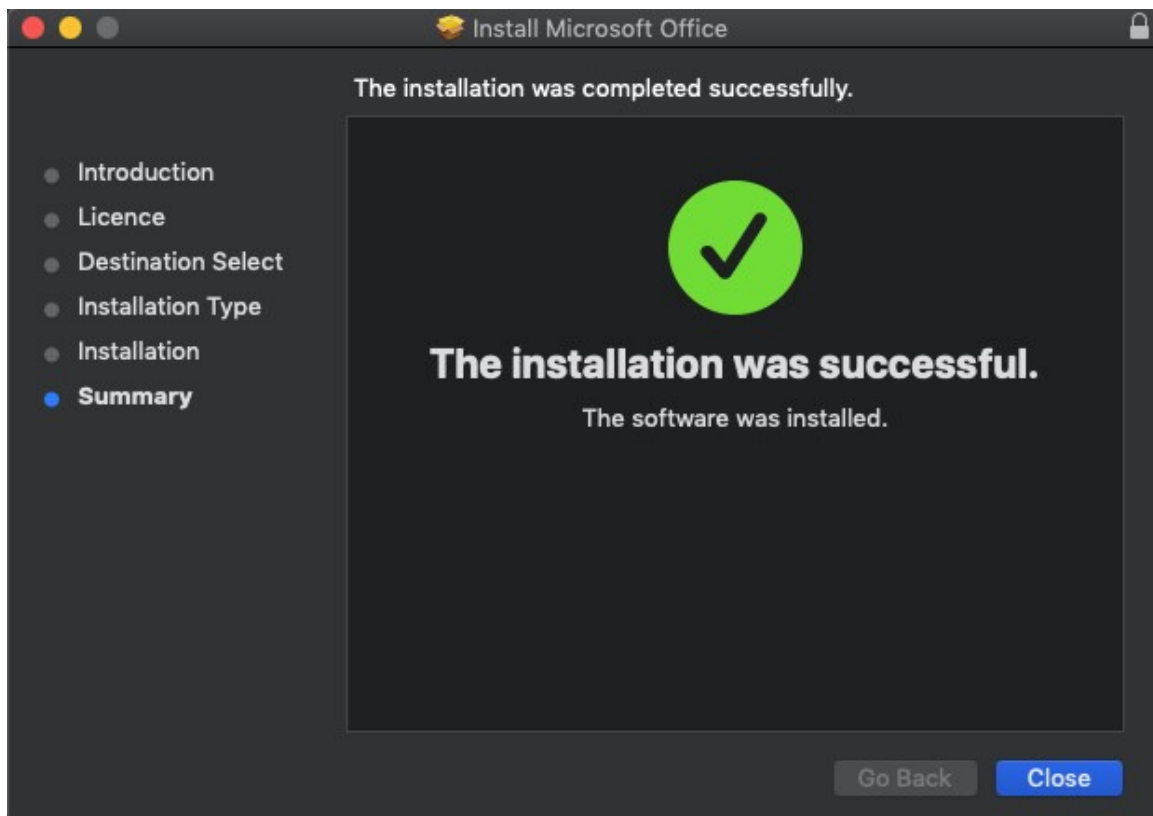 Install Microsoft Office
The installation was completed successfully.
Introduction
Licence
Destination Select
Installation Type
Installation
Summary
The installation was successful.
The software was installed.
Go Back
Close